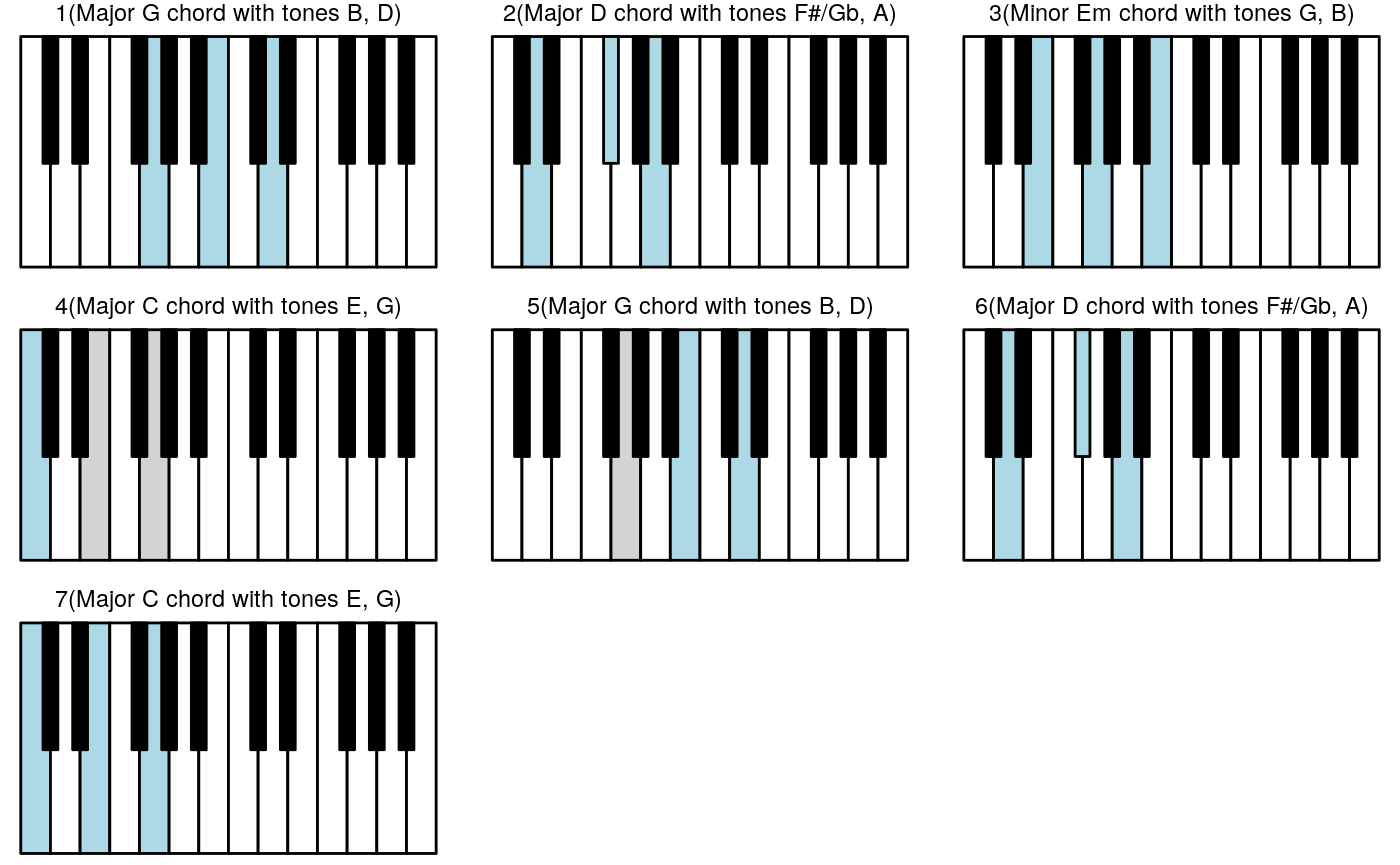 1(Major G chord with tones B, D)
2(Major D chord with tones F#/Gb, A)
3(Minor Em chord with tones G, B)
4(Major C chord with tones E, G)
5(Major G chord with tones B, D)
6(Major D chord with tones F#/Gb, A)
7(Major C chord with tones E, G)